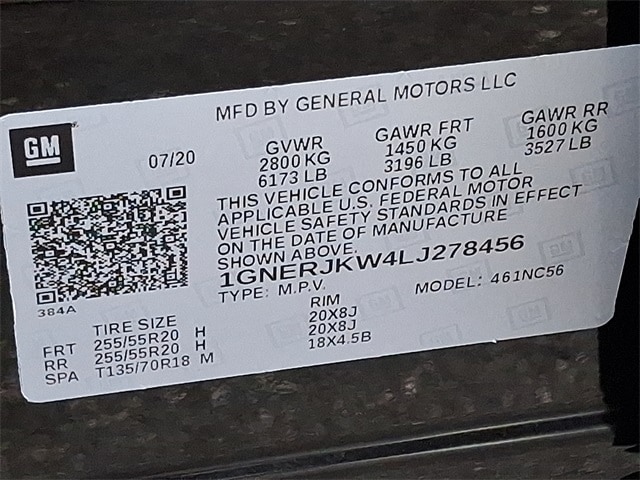 MFD BY GENERAL MOTORS LLC
GM
07/20
GVWR GAWR FRT GAWR RR
2800 KG 1450 KG 1600 KG
6173 LB 3196 LB 3527 LB
THIS VEHICLE CONFORMS TO ALL
APPLICABLE U.S. FEDERAL MOTOR
VEHICLE SAFETY STANDARDS IN EFFECT
ON THE DATE OF MANUFACTURE
SHOWN ABOVE.
1GNERJKW4LJ278456
TYPE: M.P.V. MODEL: 461NC56
384A
TIRE SIZE RIM
FRT 255/55R20 H 20X8J
RR 255/55R20 H 20X8J
SPA T135/70R18 M 18X4.5B